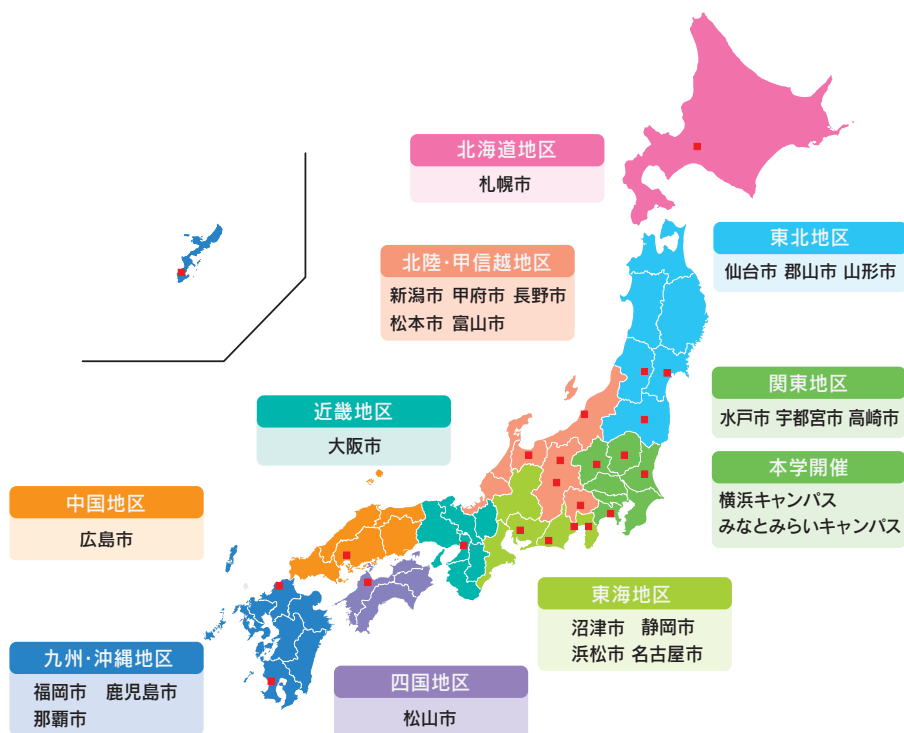 北海道地区
札幌市
東北地区
仙台市 郡山市 山形市
北陸・甲信越地区
新潟市 甲府市 長野市
松本市 富山市
関東地区
水戸市 宇都宮市 高崎市
近畿地区
大阪市
本学開催
横浜キャンパス
みなとみらいキャンパス
中国地区
広島市
東海地区
沼津市 静岡市
浜松市 名古屋市
九州・沖縄地区
福岡市 鹿児島市
那覇市
四国地区
松山市